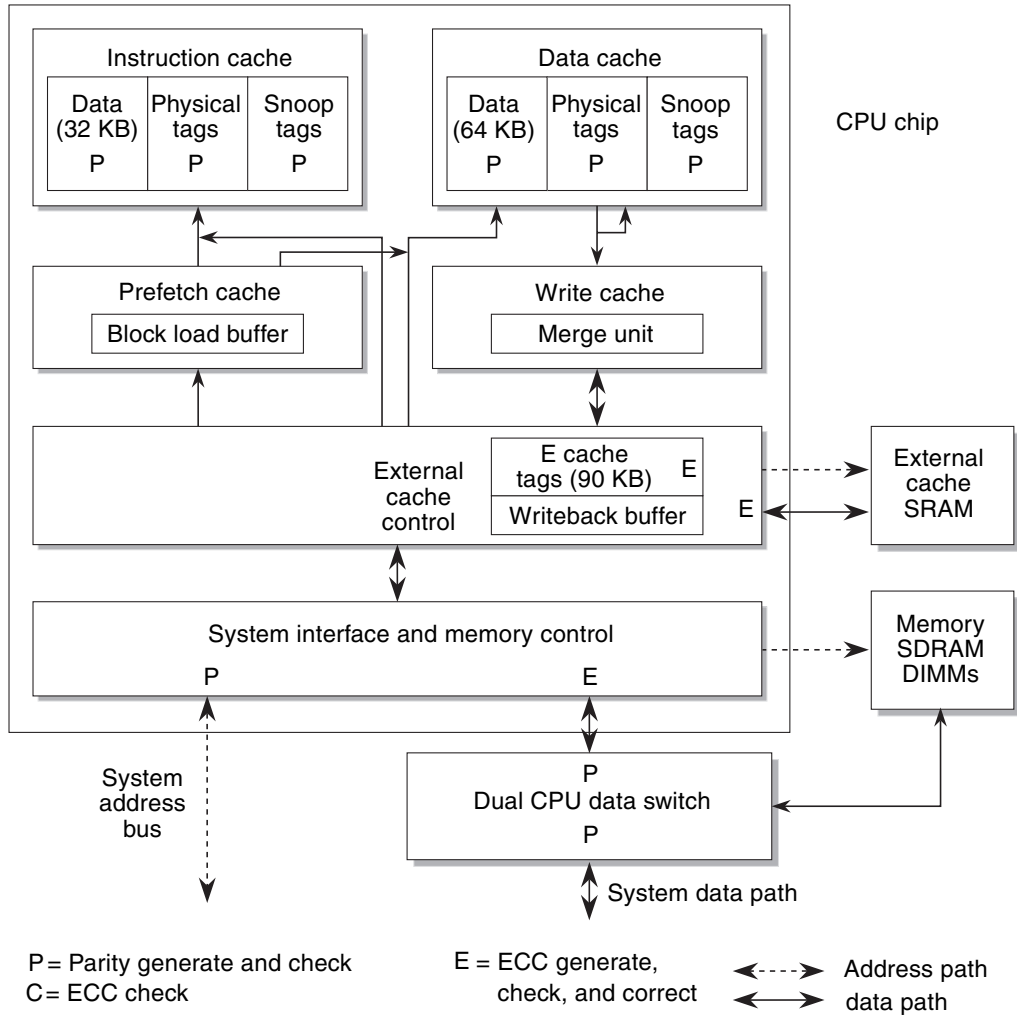 Instruction cache
Data
(32 KB)
P
Physical
tags
P
Snoop
tags
P
Data cache
Data
(64 KB)
P
Physical
tags
P
Snoop
tags
P
CPU chip
Prefetch cache
Block load buffer
Write cache
Merge unit
External
cache
control
E cache
tags (90 KB)
E
Writeback buffer
E
External
cache
SRAM
System interface and memory control
P
E
Memory
SDRAM
DIMMs
System
address
bus
P
Dual CPU data switch
P
System data path
P = Parity generate and check
C = ECC check
E = ECC generate,
check, and correct
Address path
data path